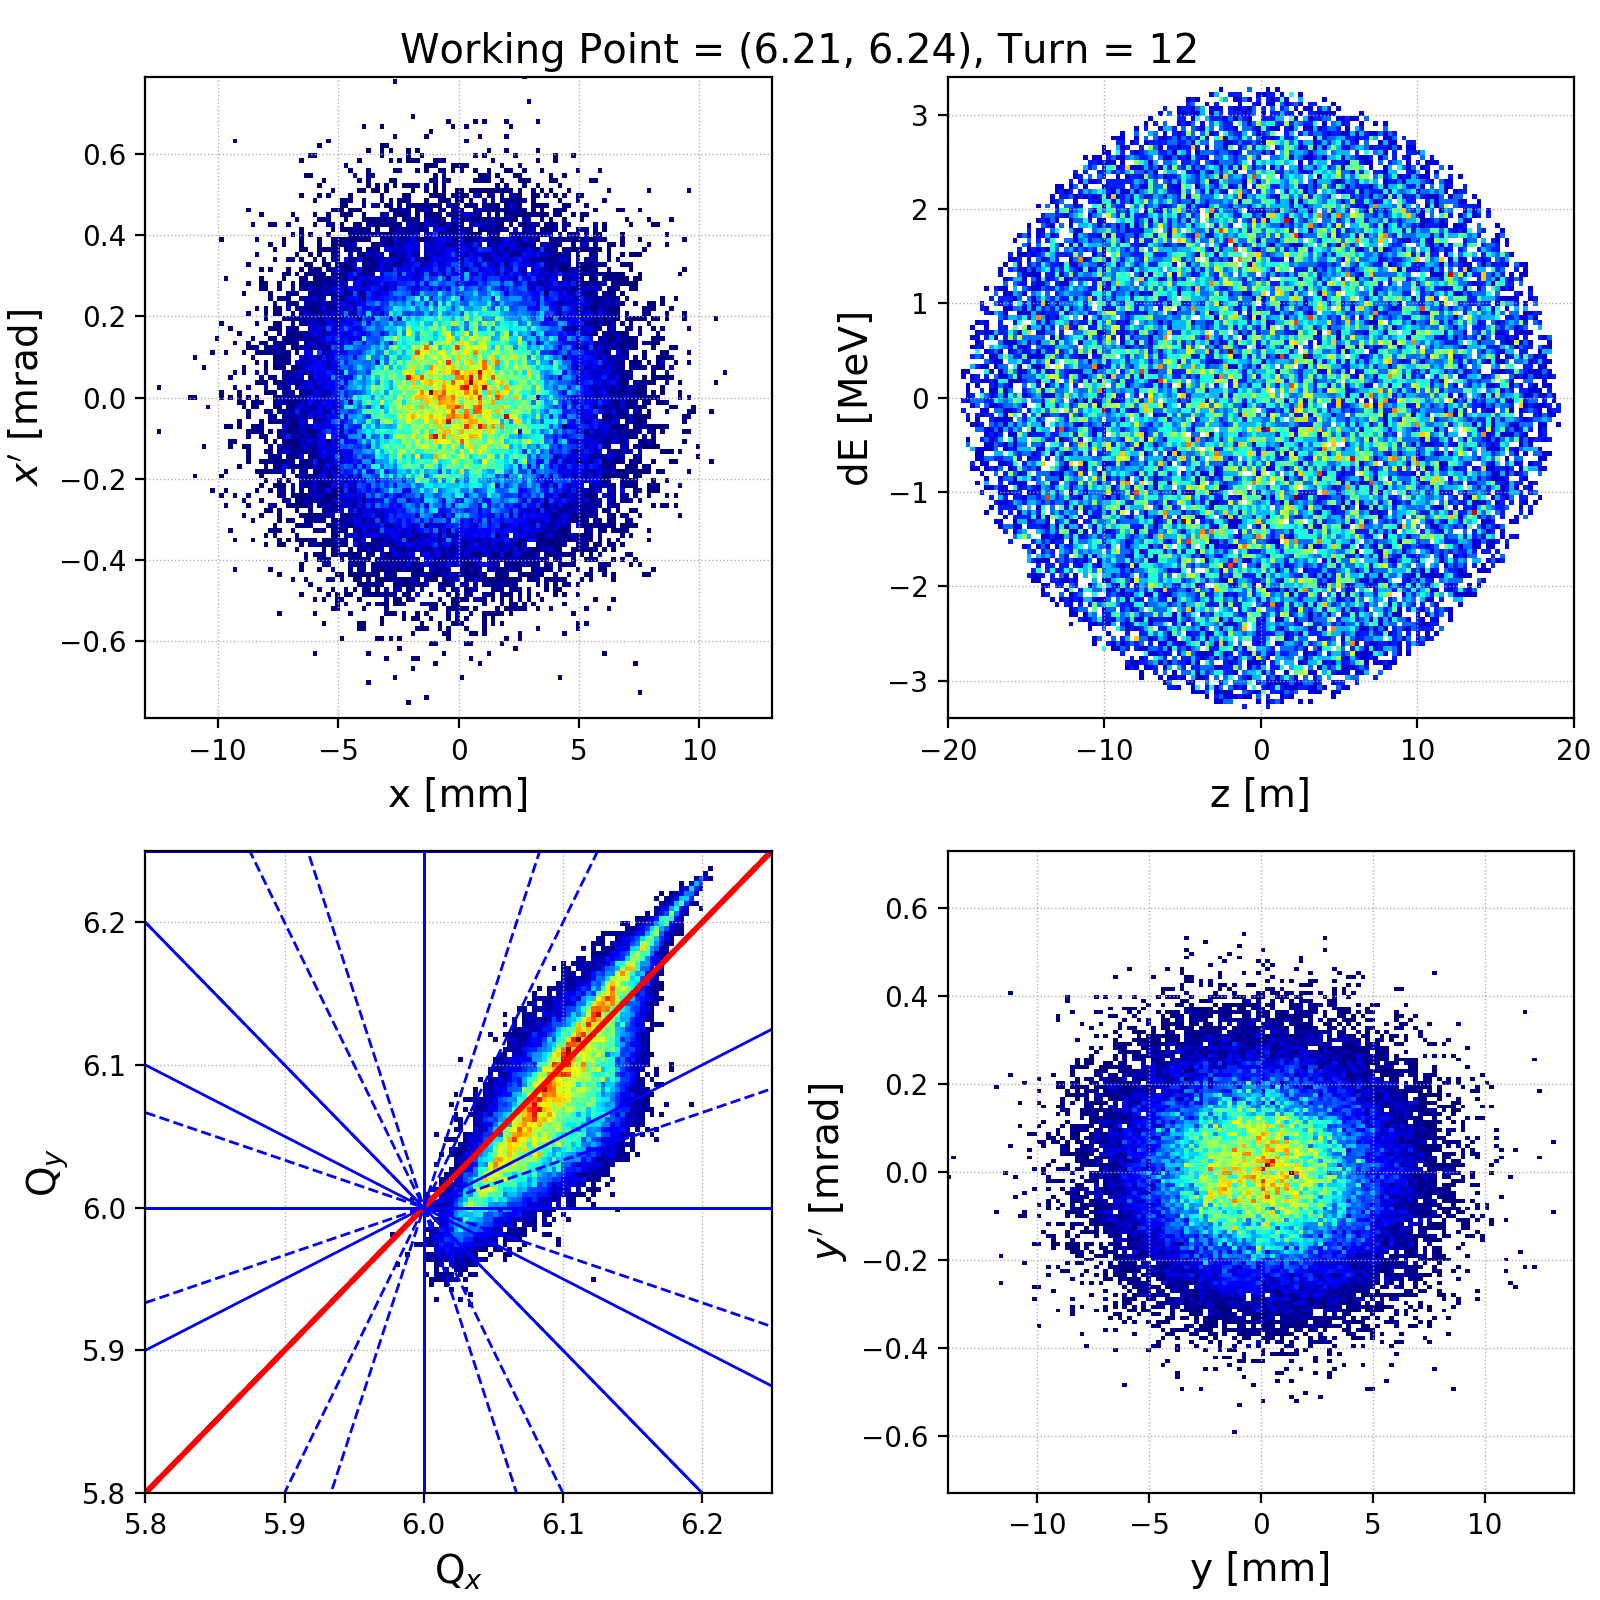 Working Point = (6.21, 6.24), Turn = 12
0.6
0.4
0.2
0.0
−0.2
−0.4
−0.6
x′ [mrad]
−10 −5 0 5 10
x [mm]
3
2
1
0
−1
−2
−3
dE [MeV]
−20 −10 0 10 20
z [m]
6.2
6.1
6.0
5.9
5.8
Qy
5.8 5.9 6.0 6.1 6.2
Qx
0.6
0.4
0.2
0.0
−0.2
−0.4
−0.6
y′ [mrad]
−10 −5 0 5 10
y [mm]